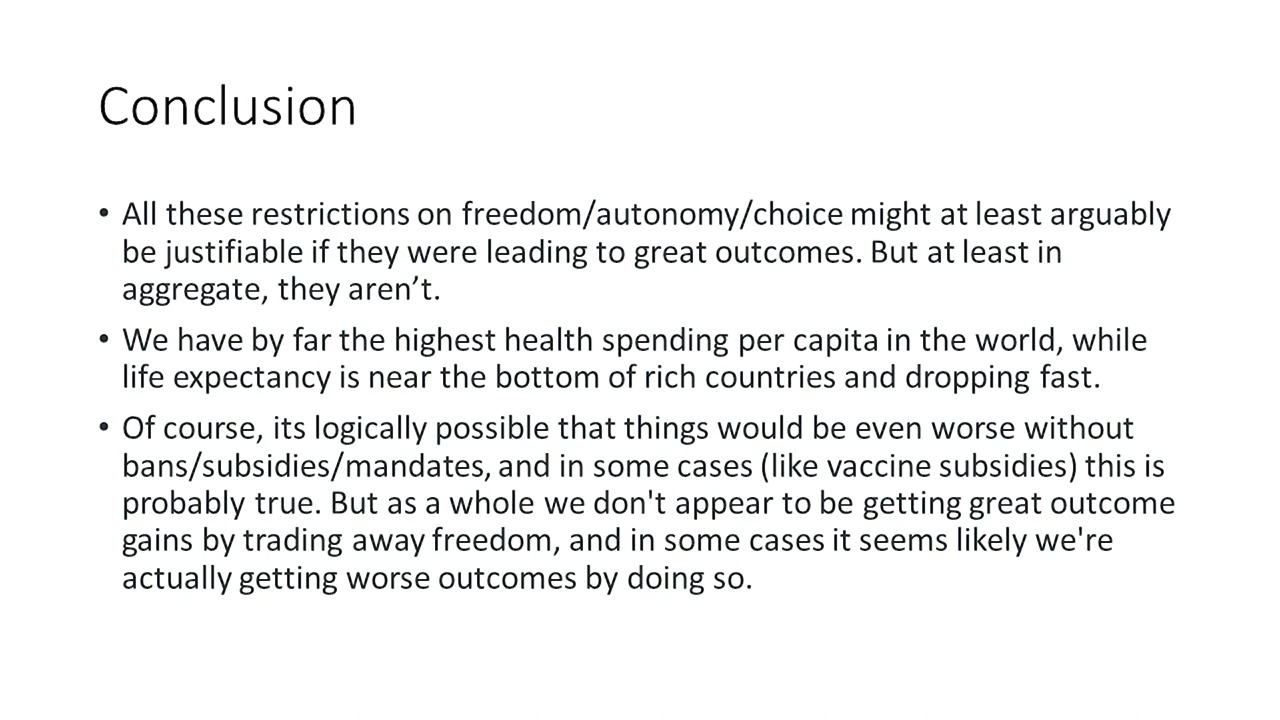 Conclusion
• All these restrictions on freedom/autonomy/choice might at least arguably
be justifiable if they were leading to great outcomes. But at least in
aggregate, they aren’t.
• We have by far the highest health spending per capita in the world, while
life expectancy is near the bottom of rich countries and dropping fast.
• Of course, its logically possible that things would be even worse without
bans/subsidies/mandates, and in some cases (like vaccine subsidies) this is
probably true. But as a whole we don't appear to be getting great outcome
gains by trading away freedom, and in some cases it seems likely we're
actually getting worse outcomes by doing so.